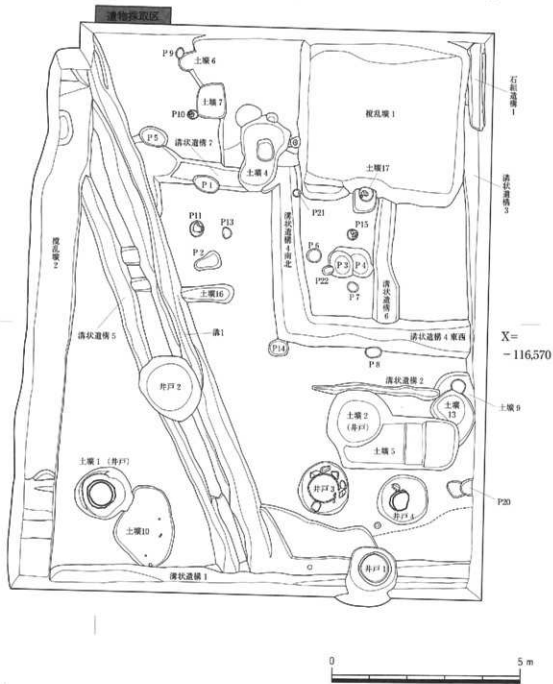 遺物採取区
P9
土壙6
土壙7
P10
攪乱壙1
石組遺構1
P5
溝状遺構7
土壙4
土壙17
溝状遺構3
P1
P21
溝状遺構4南北
P11
P13
P15
P6
P2
P3
P4
P22
P7
溝状遺構6
攪乱壙2
土壙16
溝状遺構5
溝1
溝状遺構4東西
X=
-116,570
P14
P8
井戸2
溝状遺構2
土壙9
土壙13
土壙2
(井戸)
土壙5
土壙1(井戸)
井戸3
井戸4
P20
土壙10
井戸1
溝状遺構1
0
5m